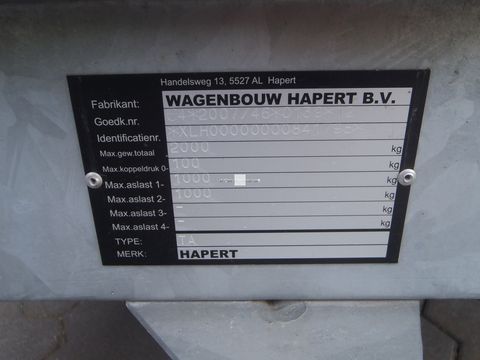 Handelsweg 13, 5527 AL Hapert
Fabrikant: WAGENBOUW HAPERT B.V.
Goedk.nr.
Identificatienr.
Max.gew.totaal 2000 kg
Max.koppeldruk 0- 100 kg
Max.aslast 1- 1000 kg
Max.aslast 2- 1000 kg
Max.aslast 3- - kg
Max.aslast 4- - kg
TYPE: TA
MERK: HAPERT